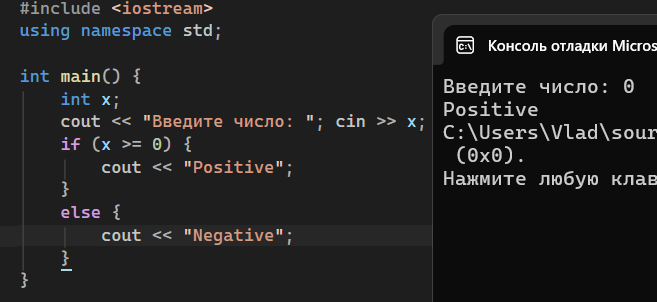 #include <iostream>
using namespace std;
int main() {
int x;
cout << "Введите число: "; cin >> x;
if (x >= 0) {
cout << "Positive";
}
else {
cout << "Negative";
}
}
Консоль отладки Micros
Введите число: 0
Positive
C:\Users\Vlad\sour
(0x0).
Нажмите любую клав